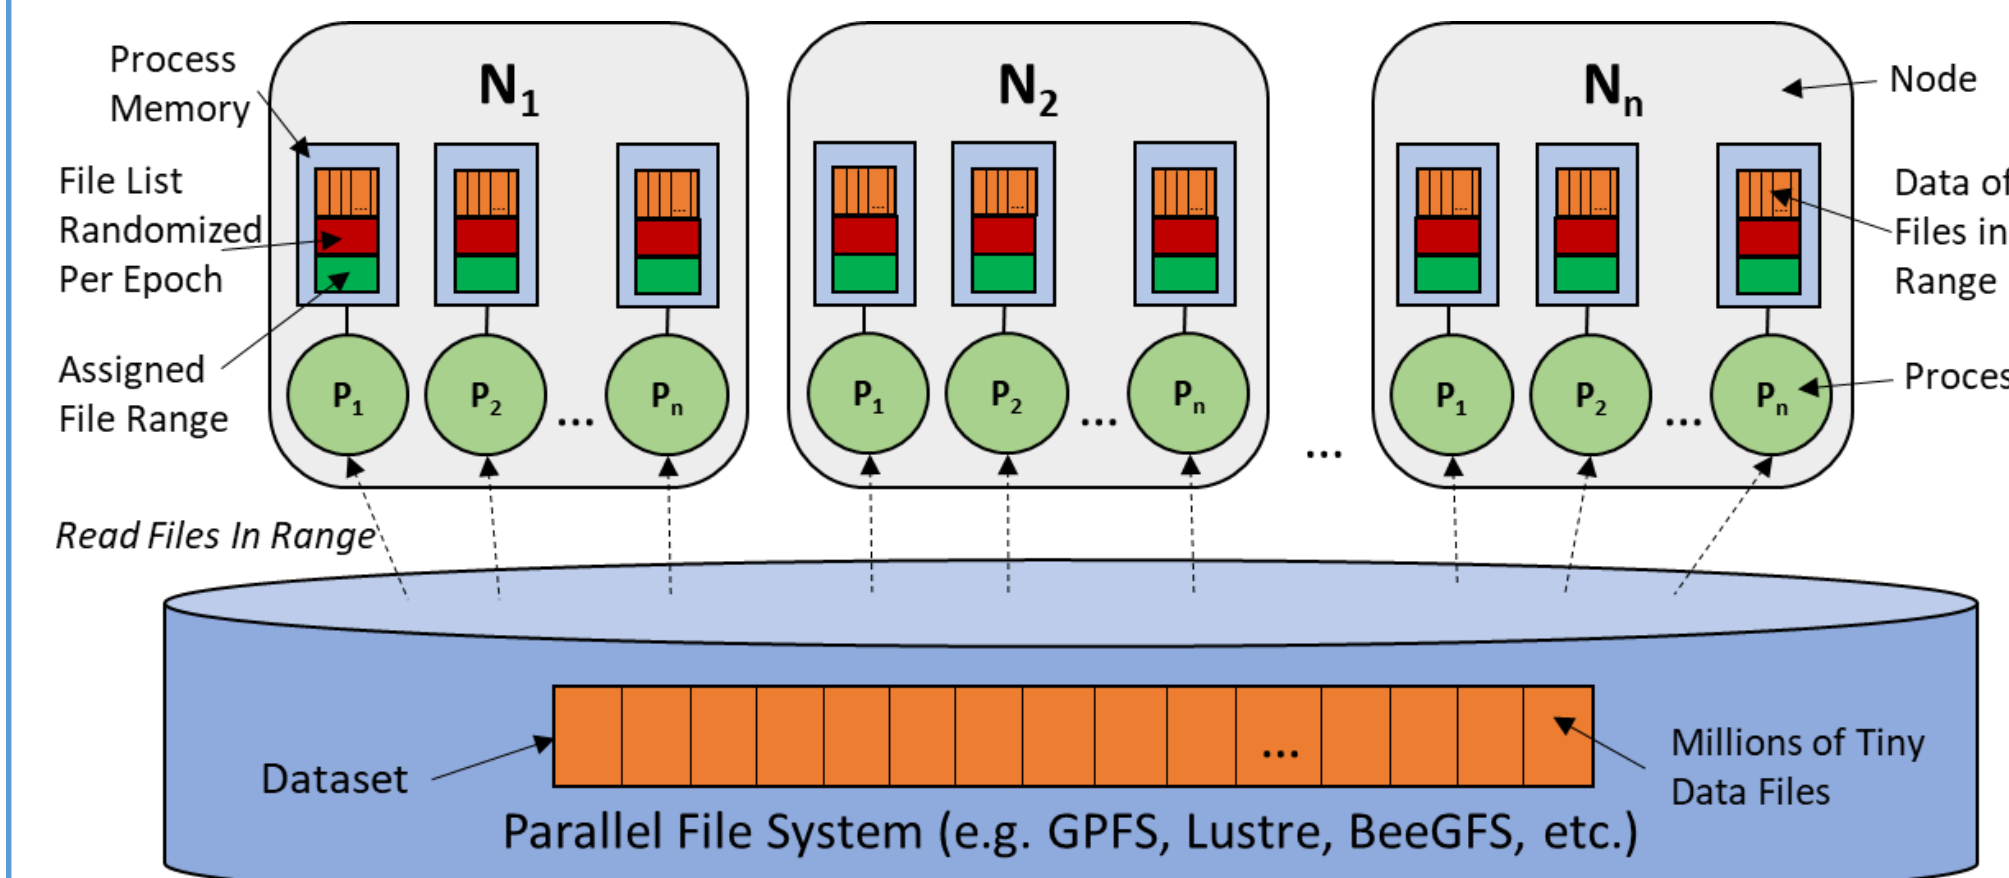 Process
Memory
File List
Randomized
Per Epoch
Assigned
File Range
N1
N2
Nn
Node
Data of
Files in
Range
...
...
...
...
...
...
...
...
...
P1
P2
...
Pn
P1
P2
...
Pn
...
P1
P2
...
Pn
Proces
Read Files In Range
Dataset
...
Millions of Tiny
Data Files
Parallel File System (e.g. GPFS, Lustre, BeeGFS, etc.)